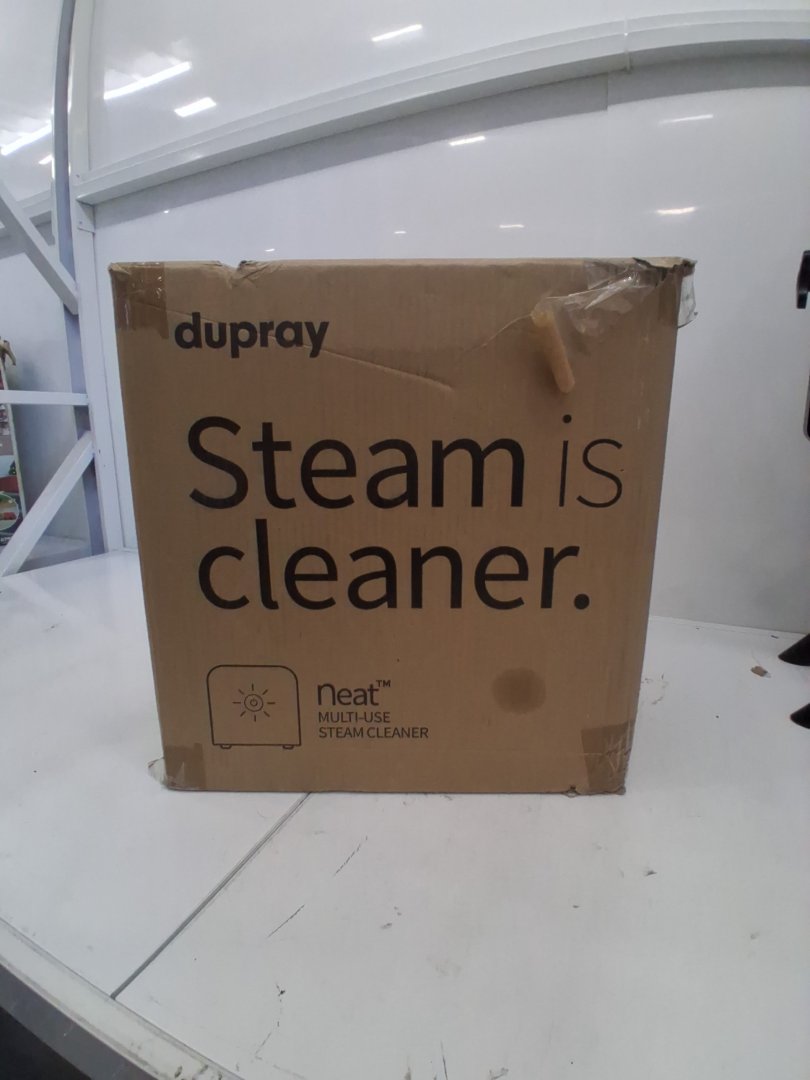 dupray
Steam is
cleaner.
neat™
MULTI-USE
STEAM CLEANER